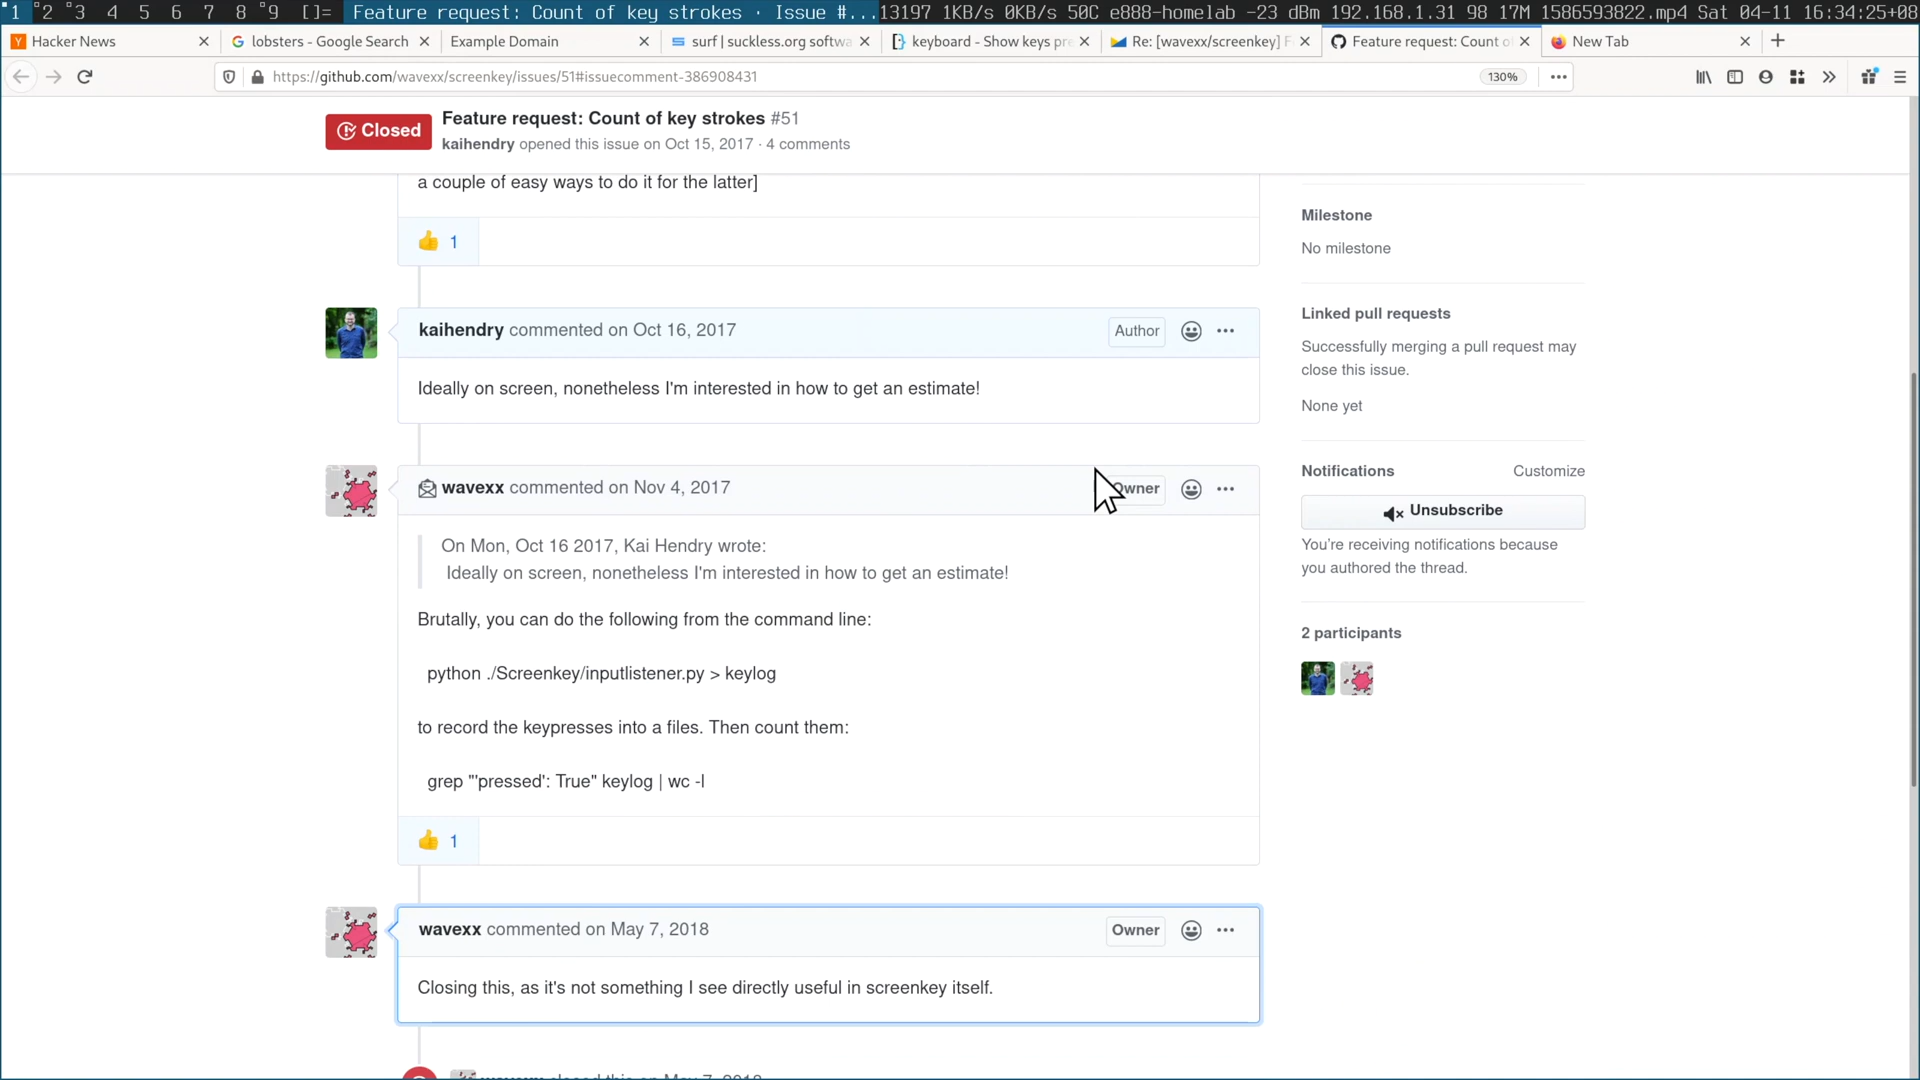 1 2 3 4 5 6 7 8 9 []= Feature request: Count of key strokes · Issue #... 13197 1KB/s 0KB/s 50C e888-homelab -23 dBm 192.168.1.31 98 17M 1586593822.mp4 Sat 04-11 16:34:25+08
Hacker News lobsters - Google Search Example Domain surf | suckless.org softwa keyboard - Show keys pre Re: [wavexx/screenkey] F Feature request: Count o New Tab
https://github.com/wavexx/screenkey/issues/51#issuecomment-386908431 130%
Closed Feature request: Count of key strokes #51
kaihendry opened this issue on Oct 15, 2017 · 4 comments
a couple of easy ways to do it for the latter]
👍 1
kaihendry commented on Oct 16, 2017 Author
Ideally on screen, nonetheless I'm interested in how to get an estimate!
wavexx commented on Nov 4, 2017 Owner
On Mon, Oct 16 2017, Kai Hendry wrote:
Ideally on screen, nonetheless I'm interested in how to get an estimate!
Brutally, you can do the following from the command line:
python ./Screenkey/inputlistener.py > keylog
to record the keypresses into a files. Then count them:
grep "'pressed': True" keylog | wc -l
👍 1
wavexx commented on May 7, 2018 Owner
Closing this, as it's not something I see directly useful in screenkey itself.
Milestone
No milestone
Linked pull requests
Successfully merging a pull request may
close this issue.
None yet
Notifications Customize
Unsubscribe
You're receiving notifications because
you authored the thread.
2 participants